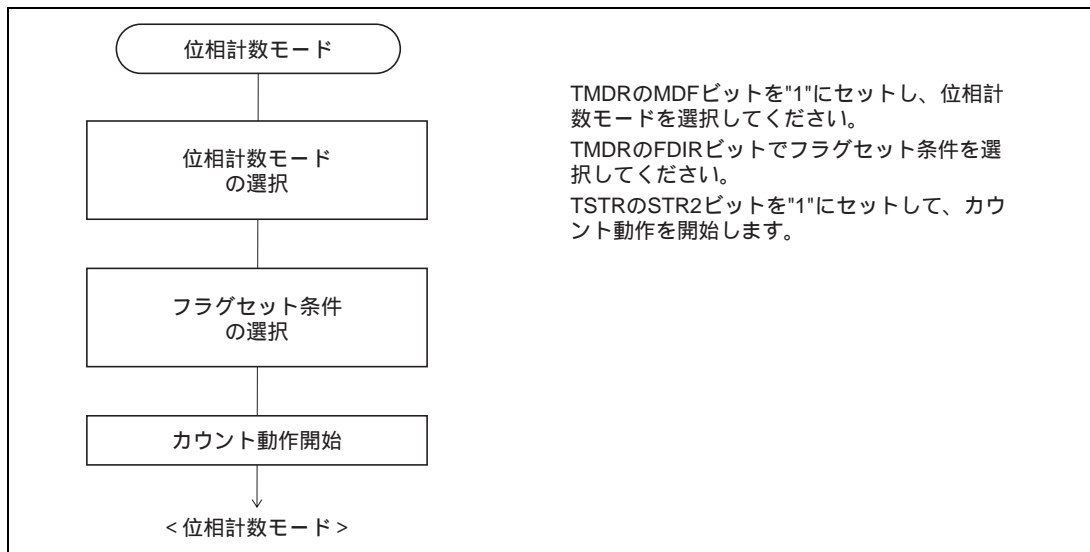 位相計数モード
位相計数モード
の選択
フラグセット条件
の選択
カウント動作開始
<位相計数モード>
TMDRのMDFビットを"1"にセットし、位相計
数モードを選択してください。
TMDRのFDIRビットでフラグセット条件を選
択してください。
TSTRのSTR2ビットを"1"にセットして、カウ
ント動作を開始します。